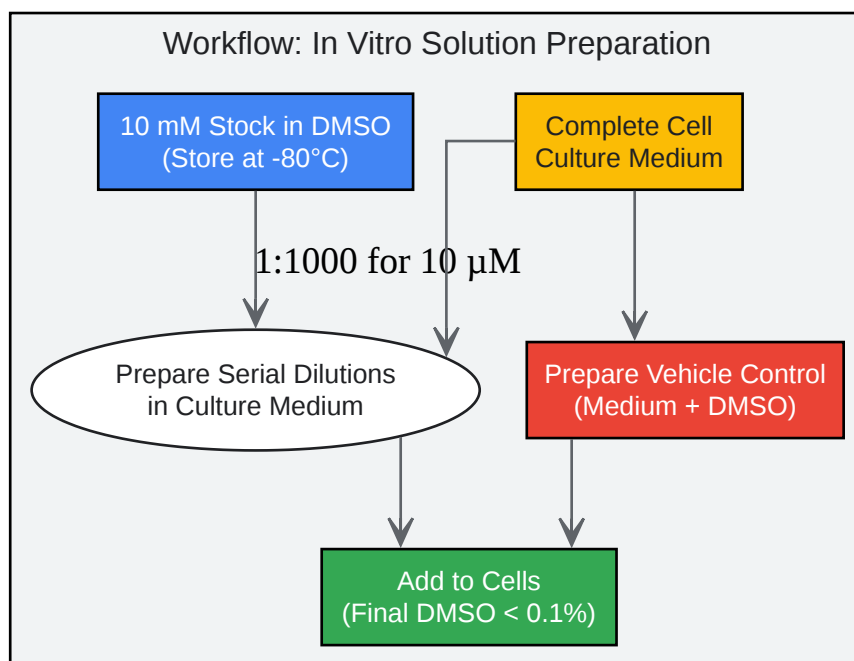 Workflow: In Vitro Solution Preparation
10 mM Stock in DMSO
(Store at -80°C)
Complete Cell
Culture Medium
1:1000 for 10 µM
Prepare Serial Dilutions
in Culture Medium
Prepare Vehicle Control
(Medium + DMSO)
Add to Cells
(Final DMSO < 0.1%)